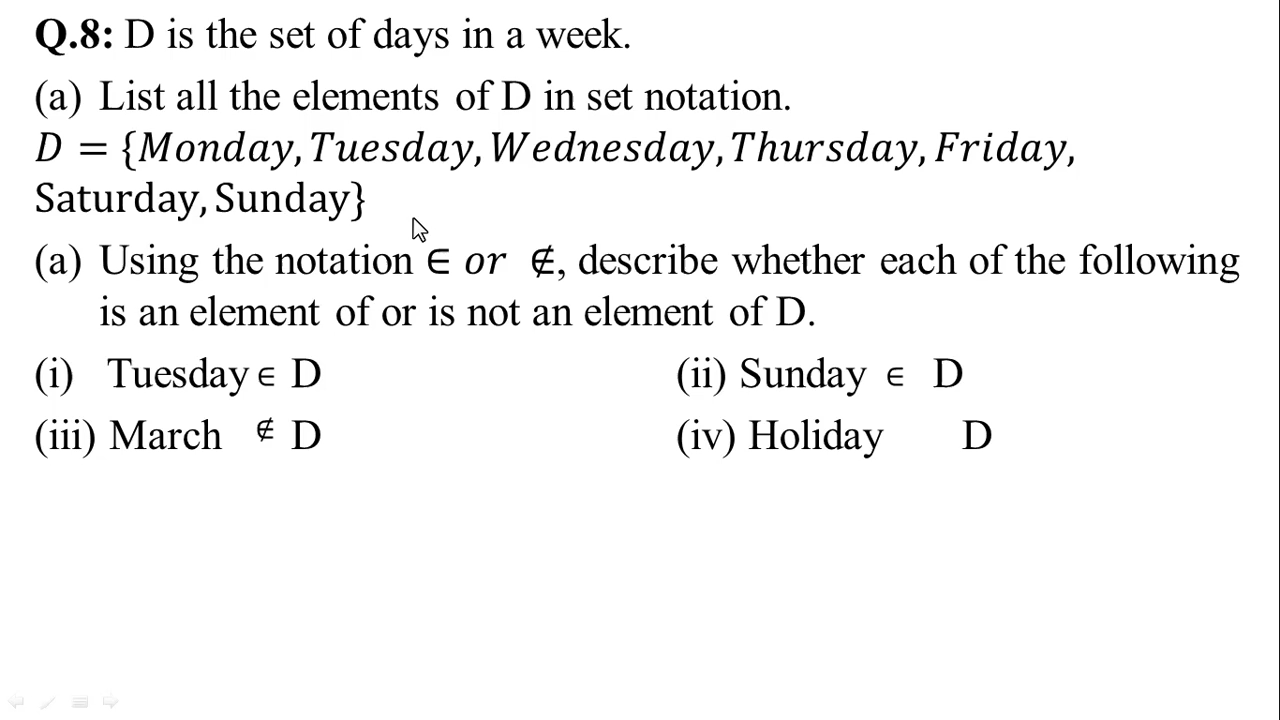 Q.8: D is the set of days in a week.
(a) List all the elements of D in set notation.
D = {Monday, Tuesday, Wednesday, Thursday, Friday,
Saturday, Sunday}
(a) Using the notation ∈ or ∉, describe whether each of the following
is an element of or is not an element of D.
(i) Tuesday ∈ D (ii) Sunday ∈ D
(iii) March ∉ D (iv) Holiday D